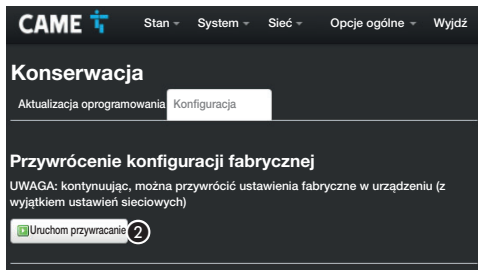 CAME Stan System Sieć Opcje ogólne Wyjdź
Konserwacja
Aktualizacja oprogramowania Konfiguracja
Przywrócenie konfiguracji fabrycznej
UWAGA: kontynuując, można przywrócić ustawienia fabryczne w urządzeniu (z
wyjątkiem ustawień sieciowych)
Uruchom przywracanie 2